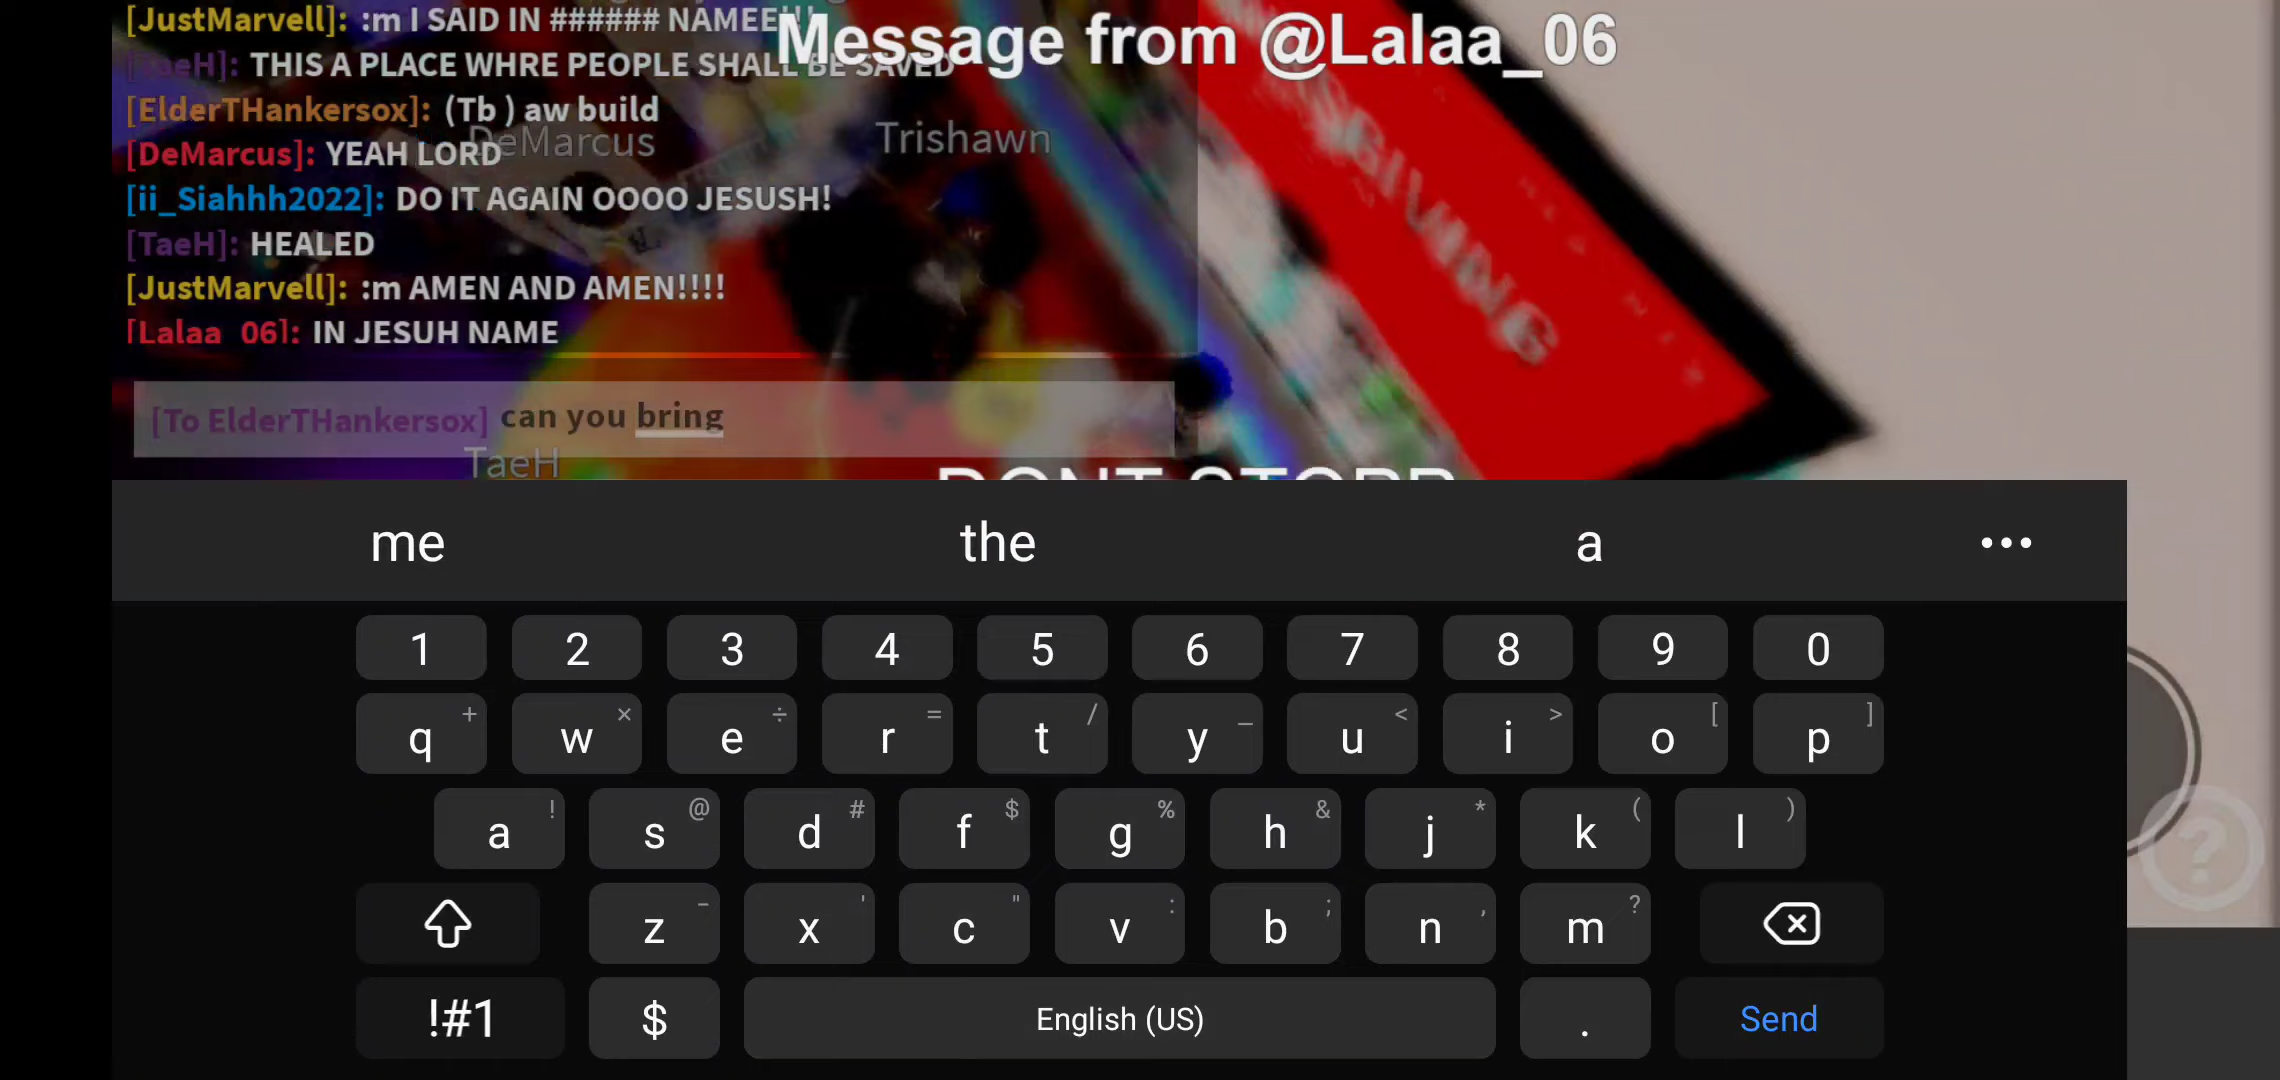 [JustMarvell]: :m I SAID IN ###### NAMEE!!!
Message from @Lalaa_06
[TaeH]: THIS A PLACE WHRE PEOPLE SHALL BE SAVED
[ElderTHankersox]: (Tb ) aw build
DeMarcus
Trishawn
[DeMarcus]: YEAH LORD
[ii_Siahhh2022]: DO IT AGAIN OOOO JESUSH!
[TaeH]: HEALED
[JustMarvell]: :m AMEN AND AMEN!!!!
[Lalaa_06]: IN JESUH NAME
[To ElderTHankersox] can you bring
TaeH
DONT STOPP
me the a ...
1 2 3 4 5 6 7 8 9 0
+ × ÷ = / _ < > [ ]
q w e r t y u i o p
! @ # $ % & * ( )
a s d f g h j k l
- ' " : ; , ?
z x c v b n m
!#1 $ English (US) . Send
?